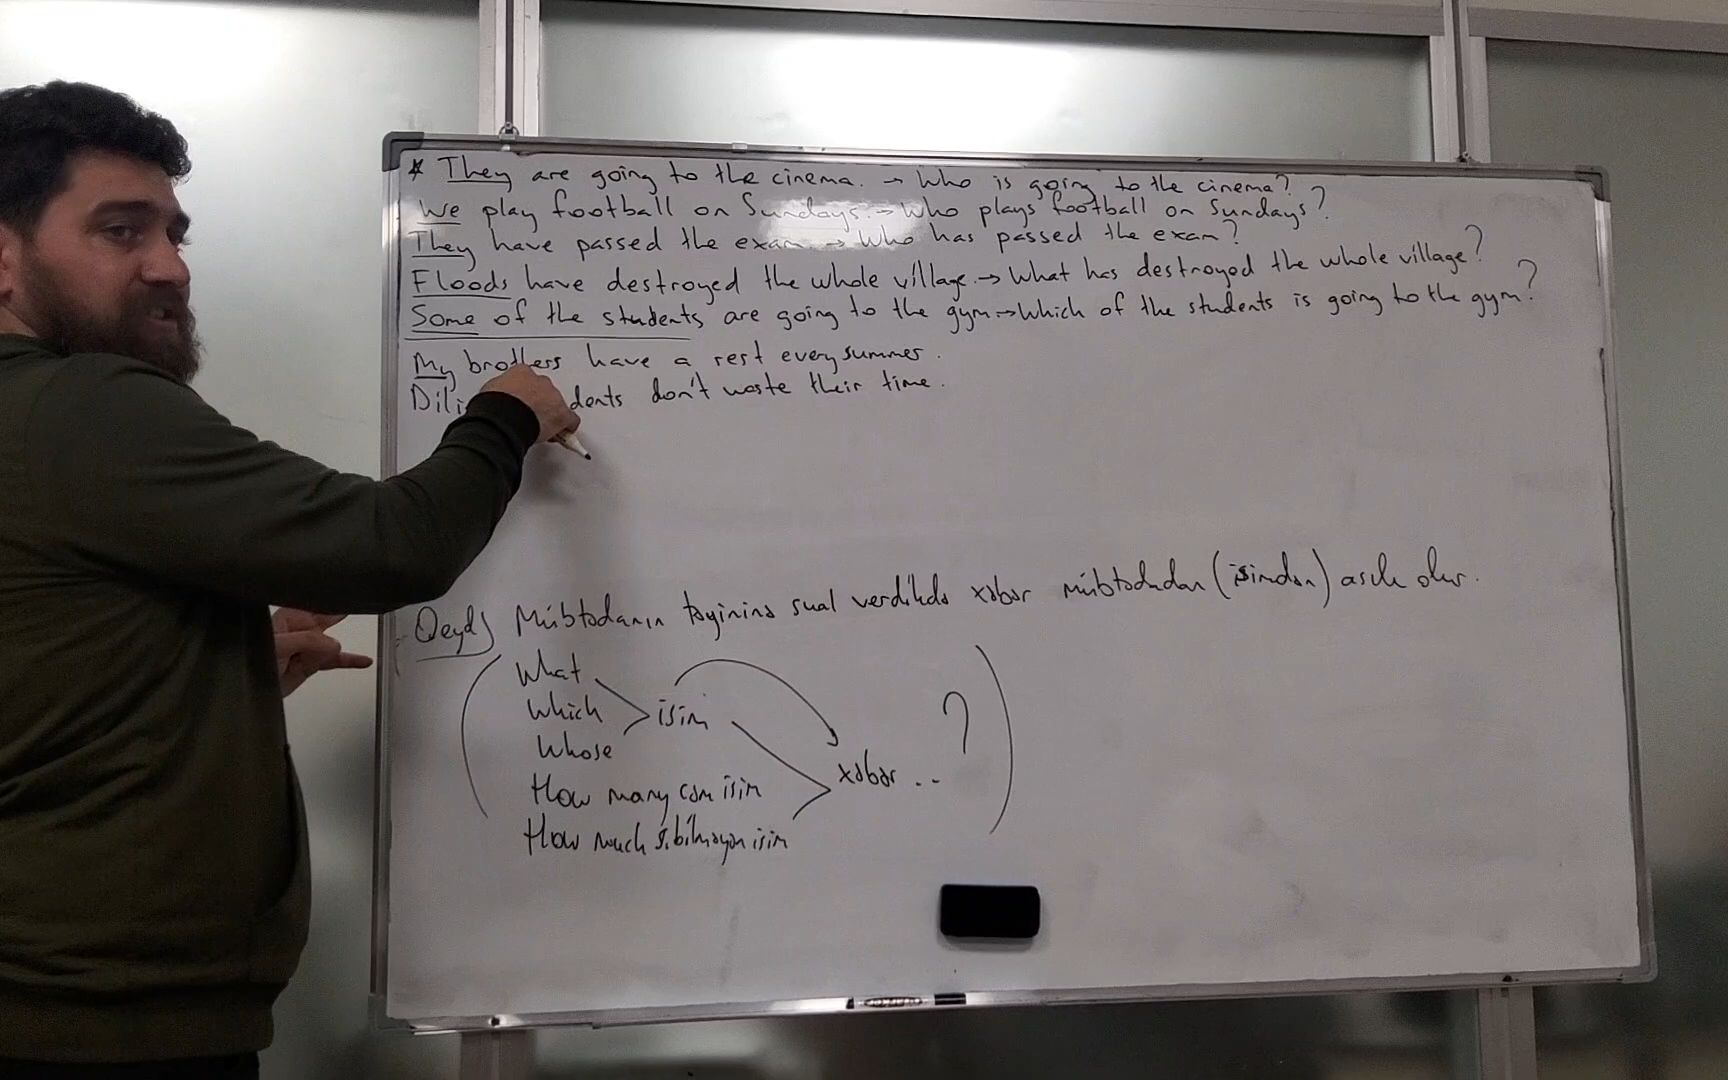 * They are going to the cinema. → Who is going to the cinema?
We play football on Sundays. → Who plays football on Sundays?
They have passed the exam → Who has passed the exam?
Floods have destroyed the whole village. → What has destroyed the whole village?
Some of the students are going to the gym → Which of the students is going to the gym?
My brothers have a rest every summer.
Dili dents don't waste their time.
Qeyd Mübtədanın təyininə sual verdikdə xəbər mübtədadan (isimdən) asılı olur.
What
Which isim
Whose
xəbər .. ?
How many cəm isim
How much s.bilməyən isim